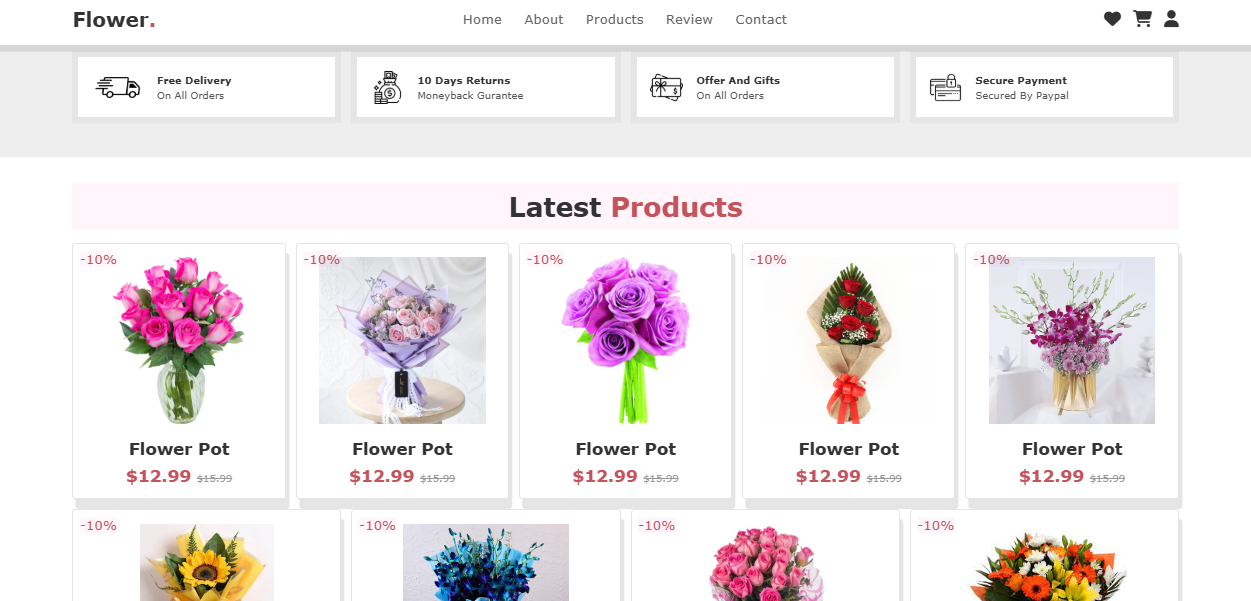 Flower.
Home About Products Review Contact
Free Delivery
On All Orders
10 Days Returns
Moneyback Gurantee
Offer And Gifts
On All Orders
Secure Payment
Secured By Paypal
Latest Products
-10%
Flower Pot
$12.99 $15.99
-10%
Flower Pot
$12.99 $15.99
-10%
Flower Pot
$12.99 $15.99
-10%
Flower Pot
$12.99 $15.99
-10%
Flower Pot
$12.99 $15.99
-10%
-10%
-10%
-10%